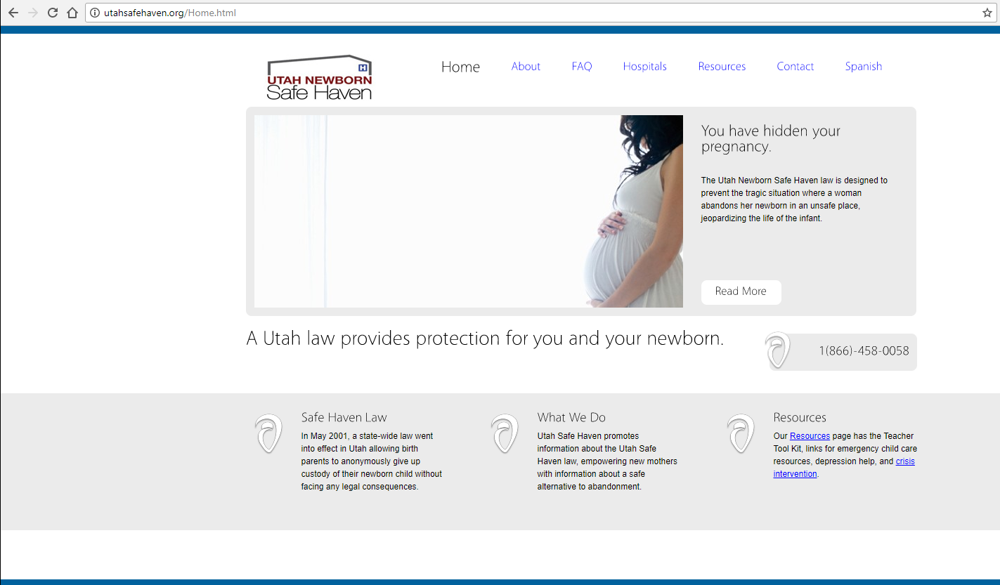 utahsafehaven.org/Home.html
H
UTAH NEWBORN
Safe Haven
Home About FAQ Hospitals Resources Contact Spanish
You have hidden your
pregnancy.
The Utah Newborn Safe Haven law is designed to
prevent the tragic situation where a woman
abandons her newborn in an unsafe place,
jeopardizing the life of the infant.
Read More
A Utah law provides protection for you and your newborn.
1(866)-458-0058
Safe Haven Law
In May 2001, a state-wide law went
into effect in Utah allowing birth
parents to anonymously give up
custody of their newborn child without
facing any legal consequences.
What We Do
Utah Safe Haven promotes
information about the Utah Safe
Haven law, empowering new mothers
with information about a safe
alternative to abandonment.
Resources
Our Resources page has the Teacher
Tool Kit, links for emergency child care
resources, depression help, and crisis
intervention.